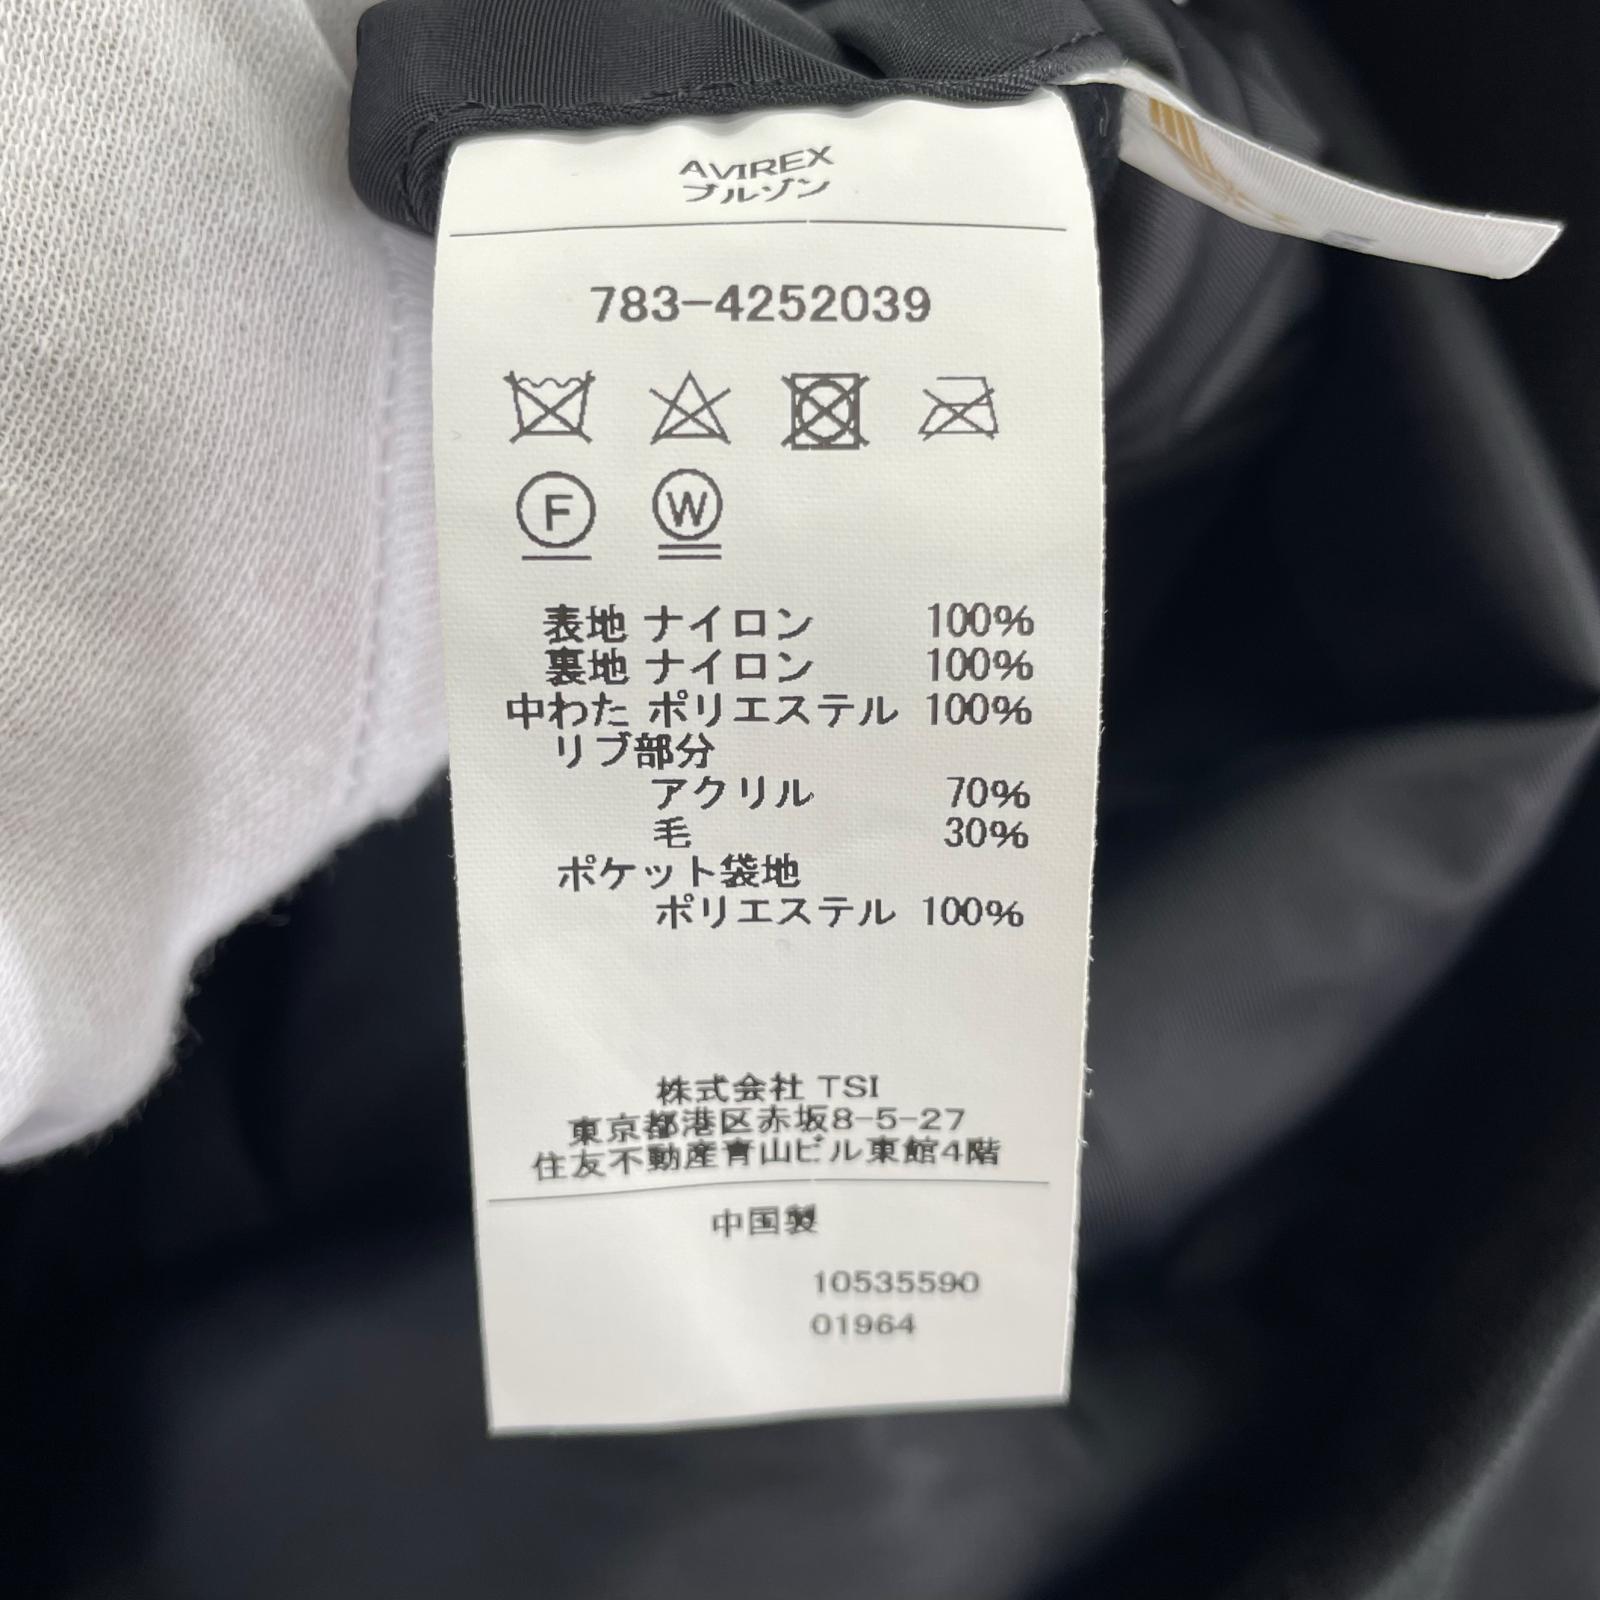 AVIREX
ブルゾン
783-4252039
F
W
表地 ナイロン 100%
裏地 ナイロン 100%
中わた ポリエステル 100%
リブ部分
アクリル 70%
毛 30%
ポケット袋地
ポリエステル 100%
株式会社 TSI
東京都港区赤坂8-5-27
住友不動産青山ビル東館4階
中国製
10535590
01964